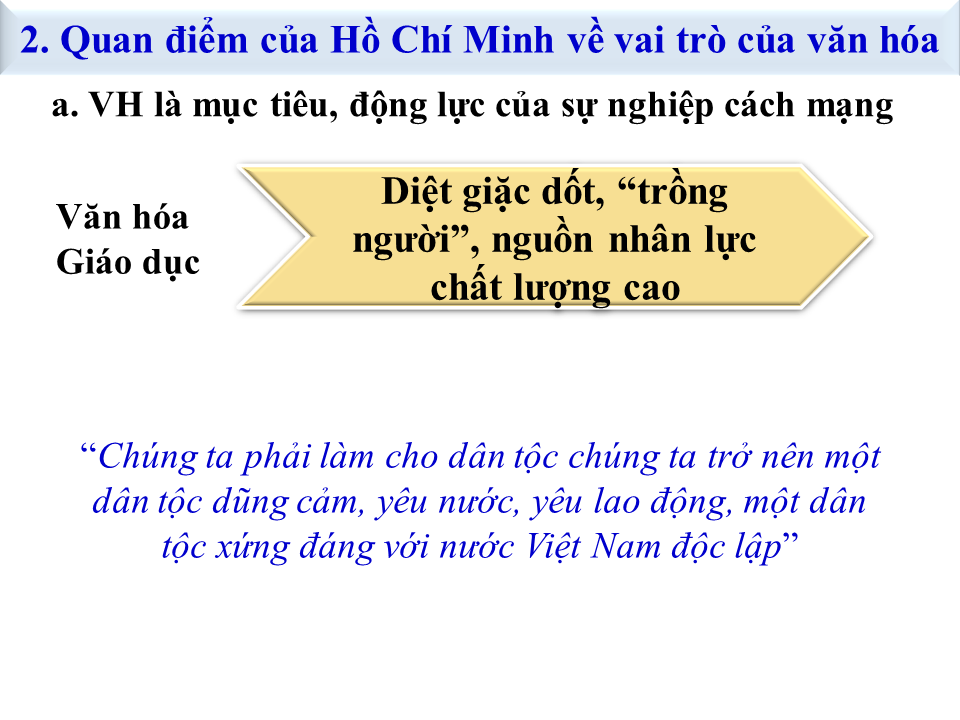 2. Quan điểm của Hồ Chí Minh về vai trò của văn hóa
a. VH là mục tiêu, động lực của sự nghiệp cách mạng
Văn hóa
Giáo dục
Diệt giặc dốt, “trồng
người”, nguồn nhân lực
chất lượng cao
“Chúng ta phải làm cho dân tộc chúng ta trở nên một
dân tộc dũng cảm, yêu nước, yêu lao động, một dân
tộc xứng đáng với nước Việt Nam độc lập”